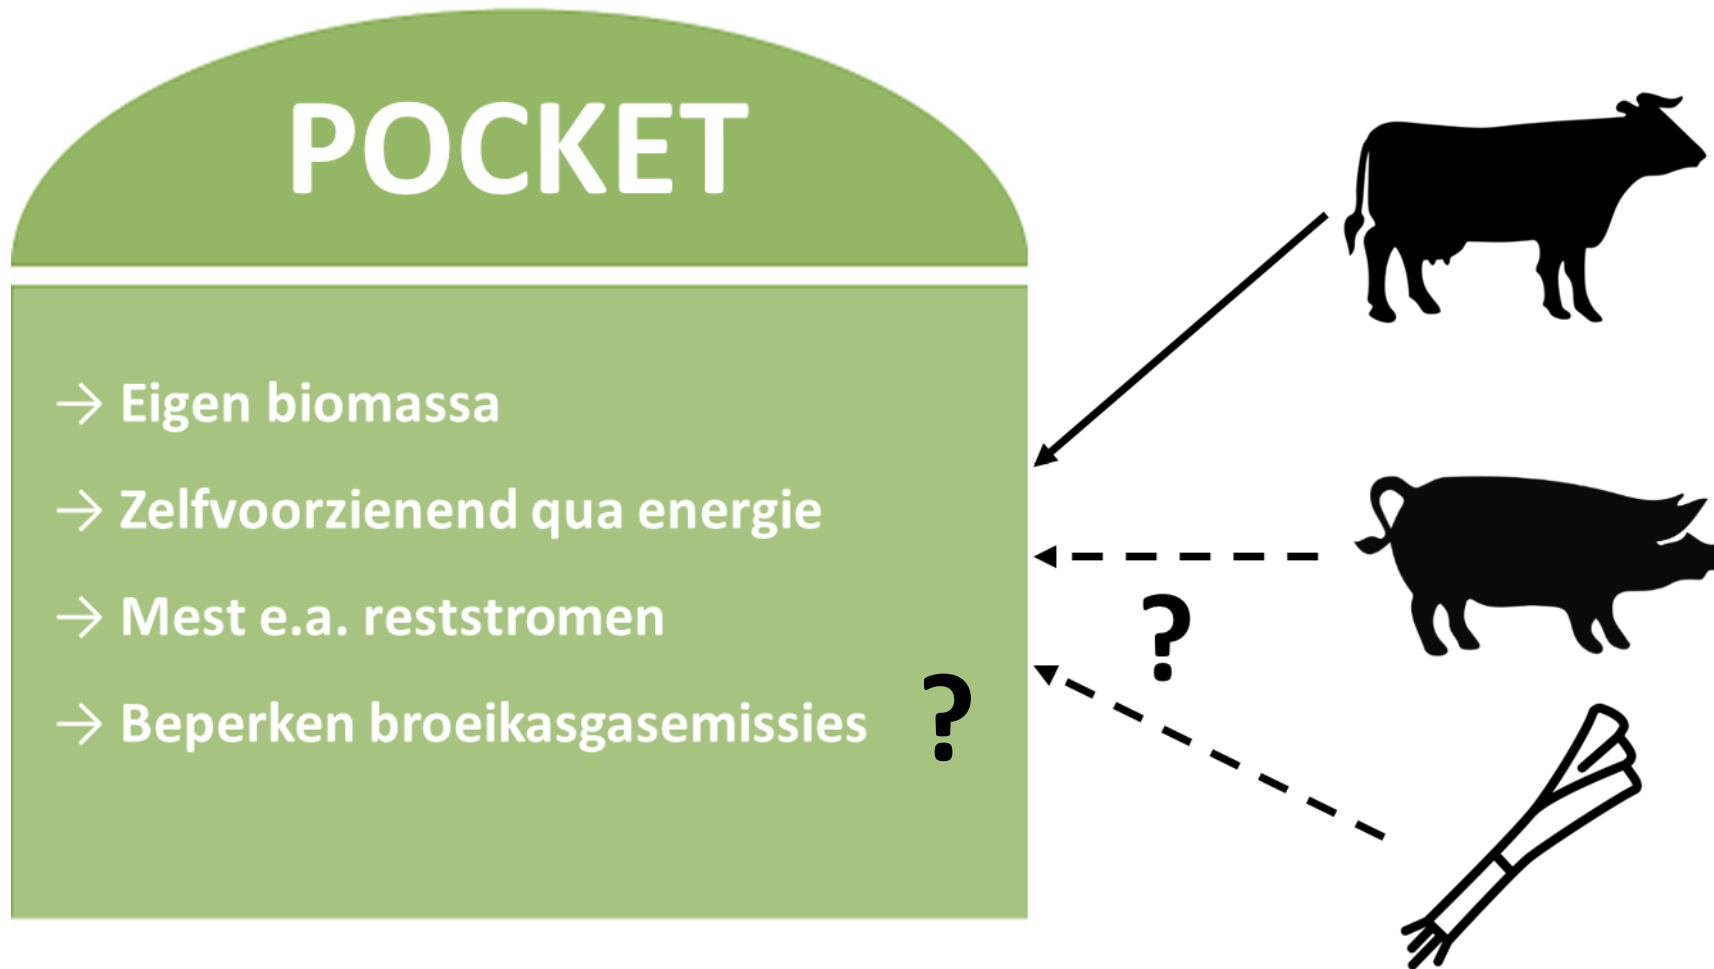 POCKET
→ Eigen biomassa
→ Zelfvoorzienend qua energie
→ Mest e.a. reststromen
→ Beperken broeikasgasemissies ?
?